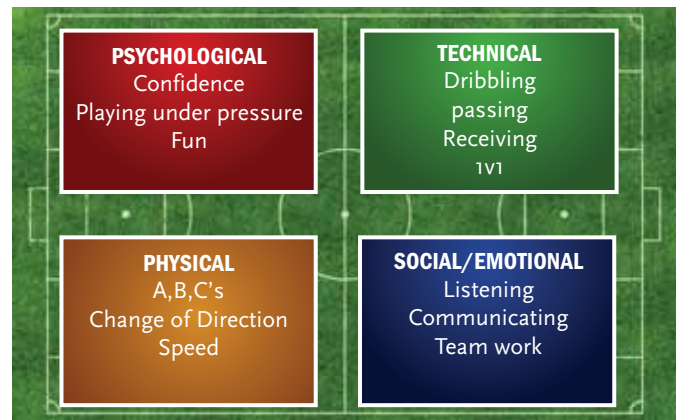 PSYCHOLOGICAL
Confidence
Playing under pressure
Fun
TECHNICAL
Dribbling
passing
Receiving
1v1
PHYSICAL
A,B,C's
Change of Direction
Speed
SOCIAL/EMOTIONAL
Listening
Communicating
Team work